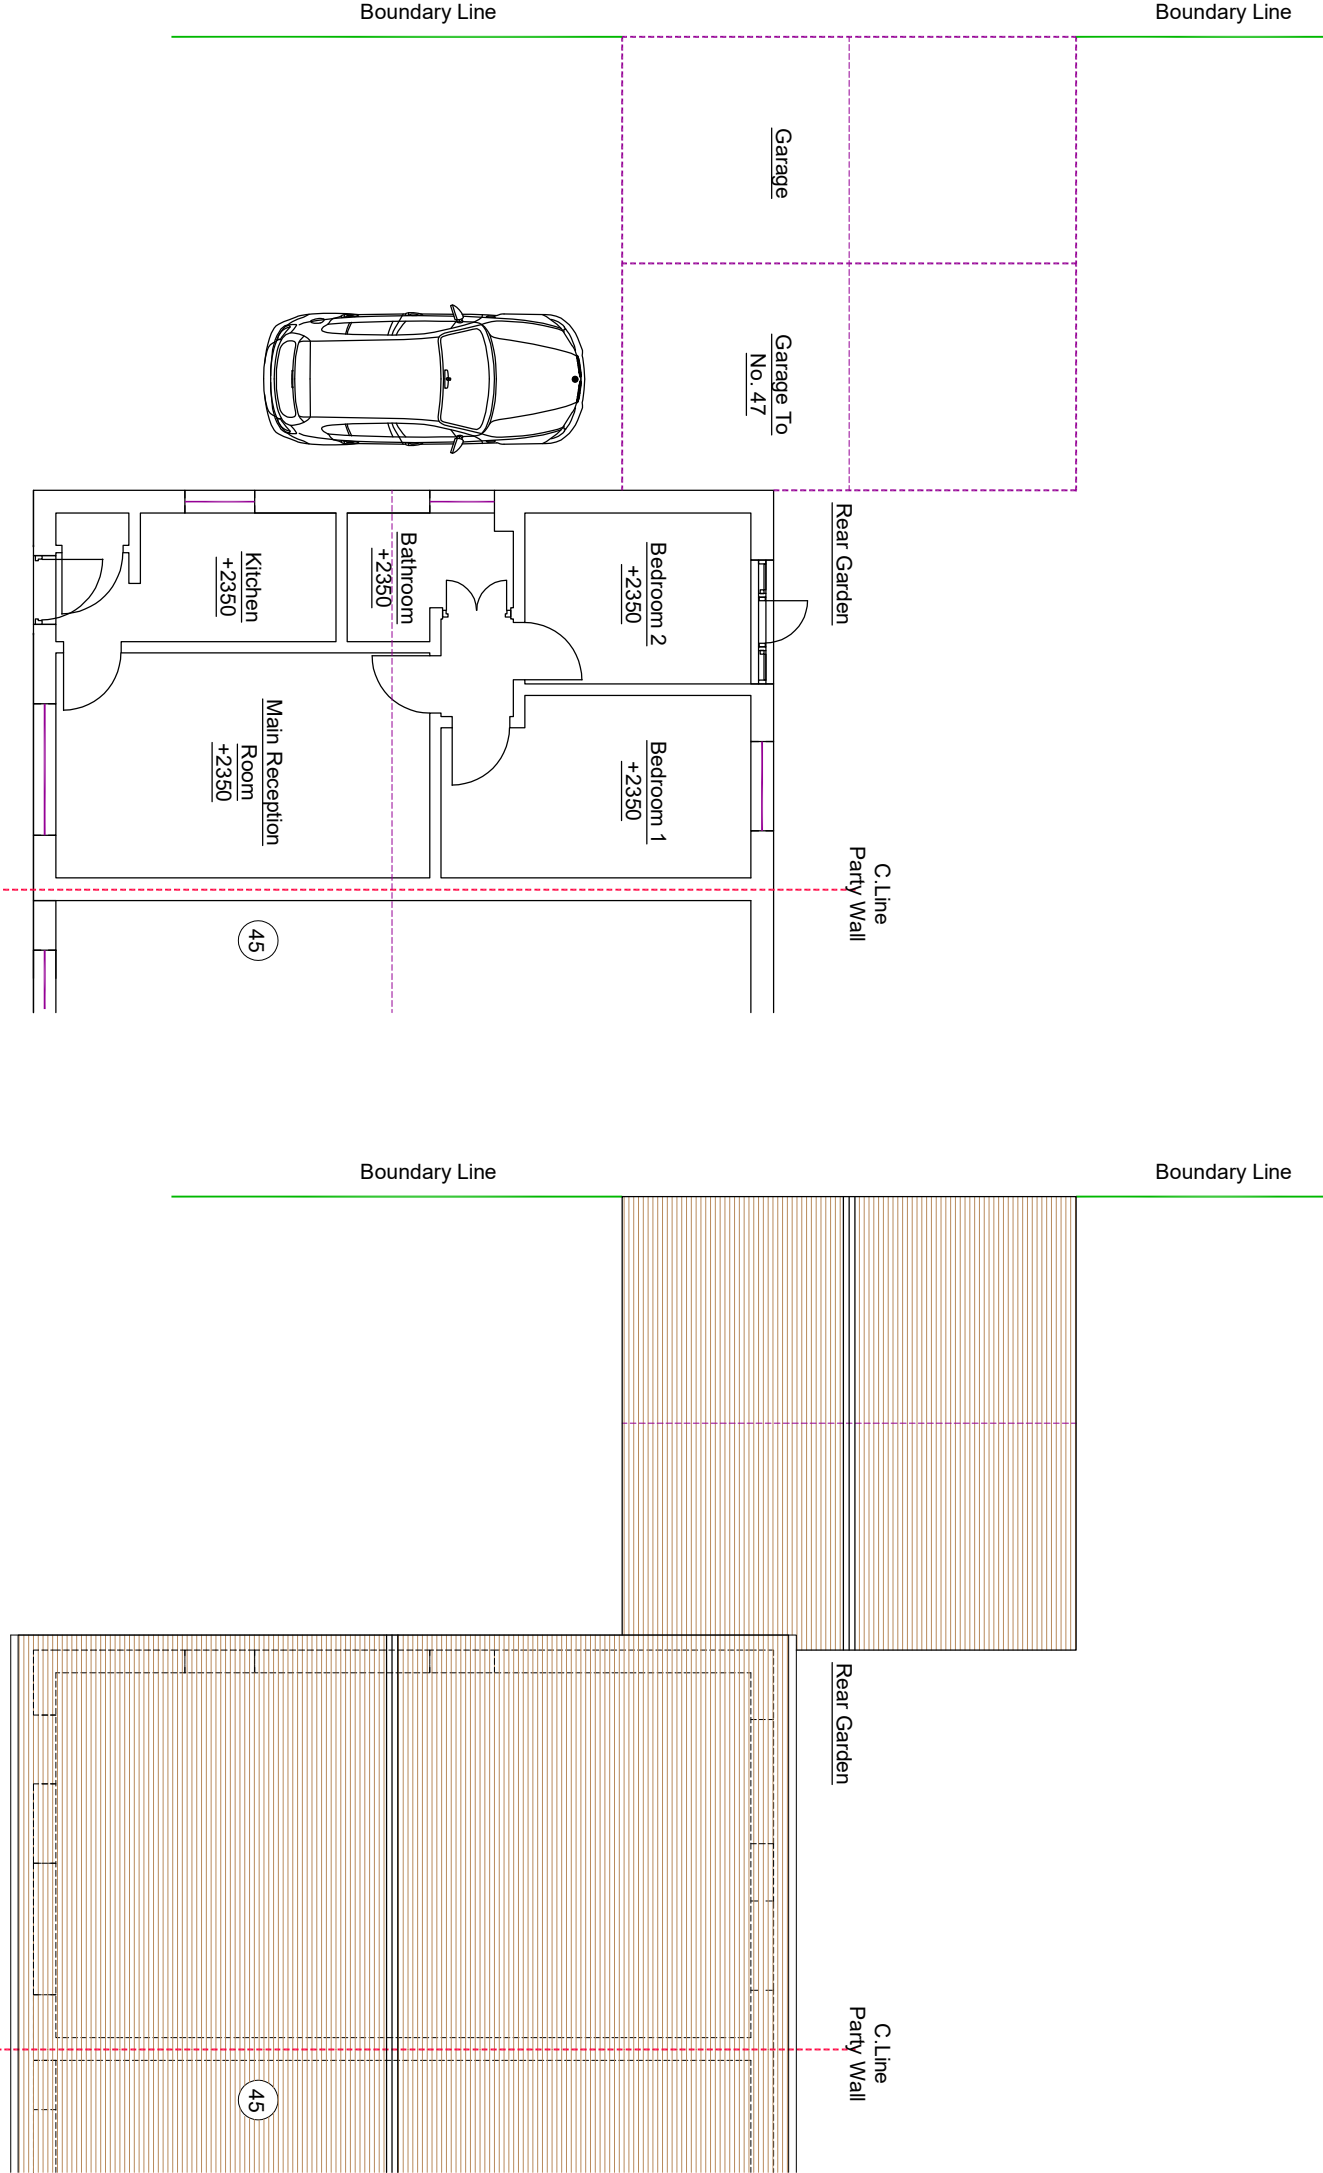 Boundary Line
Boundary Line
Garage
Garage To
No. 47
Rear Garden
Kitchen
+2350
Bathroom
+2350
Bedroom 2
+2350
Main Reception
Room
+2350
Bedroom 1
+2350
C.Line
Party Wall
45
Boundary Line
Boundary Line
Rear Garden
C.Line
Party Wall
45